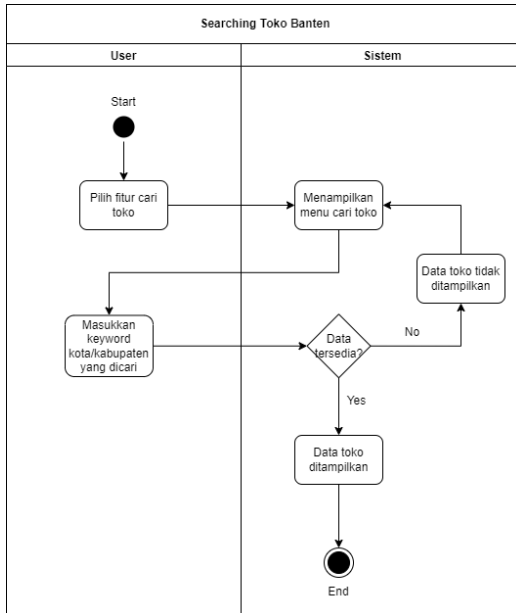 Searching Toko Banten
User
Sistem
Start
Pilih fitur cari
toko
Menampilkan
menu cari toko
Data toko tidak
ditampilkan
Masukkan
keyword
kota/kabupaten
yang dicari
Data
tersedia?
No
Yes
Data toko
ditampilkan
End